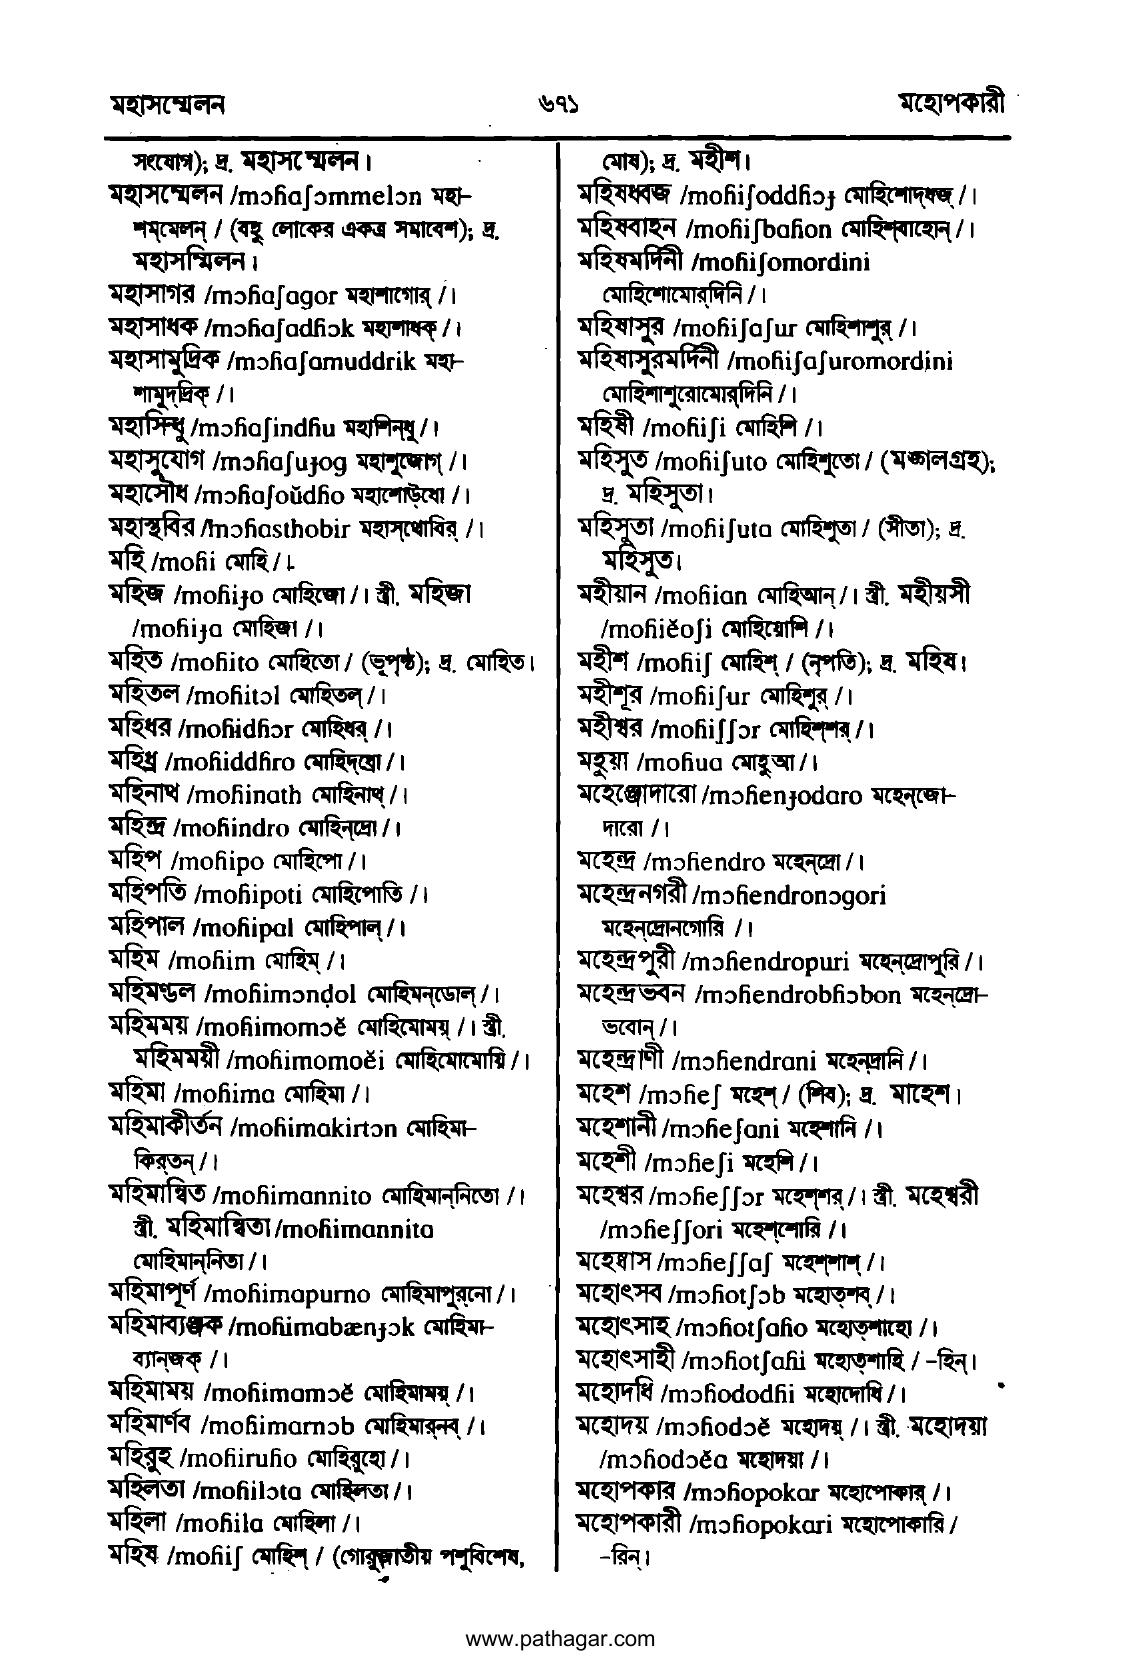 মহাসম্মেলন ৬৭১ মহোপকারী
সংযোগ); দ্র. মহাসম্মেলন।
মহাসম্মেলন /mɔɦaʃɔmmelɔn মহা-
শম্‌মেলন্ / (বহু লোকের একত্র সমাবেশ); দ্র.
মহাসম্মিলন।
মহাসাগর /mɔɦaʃagor মহাশাগোর্ /।
মহাসাধক /mɔɦaʃadɦɔk মহাশাধক্ /।
মহাসামুদ্রিক /mɔɦaʃamuddrik মহা-
শামুদ্‌দ্রিক্ /।
মহাসিন্ধু /mɔɦaʃindɦu মহাশিন্‌ধু /।
মহাসুযোগ /mɔɦaʃuɟog মহাশুজোগ্ /।
মহাসৌধ /mɔɦaʃoŭdɦo মহাশোউ্‌ধো /।
মহাস্থবির /mɔɦasthobir মহাস্‌থোবির্ /।
মহি /moɦi মোহি /।
মহিজ /moɦiɟo মোহিজো /। স্ত্রী. মহিজা
/moɦiɟa মোহিজা /।
মহিত /moɦito মোহিতো / (ভূপৃষ্ঠ); দ্র. মোহিত।
মহিতল /moɦitɔl মোহিতল্ /।
মহিধর /moɦidɦɔr মোহিধর্ /।
মহিধ্র /moɦiddɦro মোহিদ্‌ধ্রো /।
মহিনাথ /moɦinath মোহিনাথ্ /।
মহিন্দ্র /moɦindro মোহিন্‌দ্রো /।
মহিপ /moɦipo মোহিপো /।
মহিপতি /moɦipoti মোহিপোতি /।
মহিপাল /moɦipal মোহিপাল্ /।
মহিম /moɦim মোহিম্ /।
মহিমণ্ডল /moɦimɔnḍol মোহিমন্‌ডোল্ /।
মহিমময় /moɦimomɔĕ মোহিমোময়্ /। স্ত্রী.
মহিমময়ী /moɦimomoĕi মোহিমোমোয়ি /।
মহিমা /moɦima মোহিমা /।
মহিমাকীর্তন /moɦimakirtɔn মোহিমা-
কির্‌তন্ /।
মহিমান্বিত /moɦimannito মোহিমান্‌নিতো /।
স্ত্রী. মহিমান্বিতা /moɦimannita
মোহিমান্‌নিতা /।
মহিমাপূর্ণ /moɦimapurno মোহিমাপুর্‌নো /।
মহিমাব্যঞ্জক /moɦimabænɟɔk মোহিমা-
ব্যান্‌জক্ /।
মহিমাময় /moɦimamɔĕ মোহিমাময়্ /।
মহিমার্ণব /moɦimarnɔb মোহিমার্‌নব্ /।
মহিরুহ /moɦiruɦo মোহিরুহো /।
মহিলতা /moɦilɔta মোহিলতা /।
মহিলা /moɦila মোহিলা /।
মহিষ /moɦiʃ মোহিশ্ / (গোরুজাতীয় পশুবিশেষ,
মোষ); দ্র. মহীশ।
মহিষধ্বজ /moɦiʃoddɦɔɟ মোহিশোদ্‌ধজ্ /।
মহিষবাহন /moɦiʃbaɦon মোহিশ্‌বাহোন্ /।
মহিষমর্দিনী /moɦiʃomordini
মোহিশোমোর্‌দিনি /।
মহিষাসুর /moɦiʃaʃur মোহিশাশুর্ /।
মহিষাসুরমর্দিনী /moɦiʃaʃuromordini
মোহিশাশুরোমোর্‌দিনি /।
মহিষী /moɦiʃi মোহিশি /।
মহিসুত /moɦiʃuto মোহিশুতো / (মঙ্গলগ্রহ);
দ্র. মহিসুতা।
মহিসুতা /moɦiʃuta মোহিশুতা / (সীতা); দ্র.
মহিসুত।
মহীয়ান /moɦian মোহিআন্ /। স্ত্রী. মহীয়সী
/moɦiĕoʃi মোহিয়োশি /।
মহীশ /moɦiʃ মোহিশ্ / (নৃপতি); দ্র. মহিষ।
মহীশূর /moɦiʃur মোহিশুর্ /।
মহীশ্বর /moɦiʃʃɔr মোহিশ্‌শর্ /।
মহুয়া /moɦua মোহুআ /।
মহেঞ্জোদারো /mɔɦenɟodaro মহেন্‌জো-
দারো /।
মহেন্দ্র /mɔɦendro মহেন্‌দ্রো /।
মহেন্দ্রনগরী /mɔɦendronɔgori
মহেন্‌দ্রোনগোরি /।
মহেন্দ্রপুরী /mɔɦendropuri মহেন্‌দ্রোপুরি /।
মহেন্দ্রভবন /mɔɦendrobɦɔbon মহেন্‌দ্রো-
ভবোন্ /।
মহেন্দ্রাণী /mɔɦendrani মহেন্‌দ্রানি /।
মহেশ /mɔɦeʃ মহেশ্ / (শিব); দ্র. মাহেশ।
মহেশানী /mɔɦeʃani মহেশানি /।
মহেশী /mɔɦeʃi মহেশি /।
মহেশ্বর /mɔɦeʃʃɔr মহেশ্‌শর্ /। স্ত্রী. মহেশ্বরী
/mɔɦeʃʃori মহেশ্‌শোরি /।
মহেষ্বাস /mɔɦeʃʃaʃ মহেশ্‌শাশ্ /।
মহোৎসব /mɔɦotʃɔb মহোত্‌শব্ /।
মহোৎসাহ /mɔɦotʃaɦo মহোত্‌শাহো /।
মহোৎসাহী /mɔɦotʃaɦi মহোত্‌শাহি / -হিন্।
মহোদধি /mɔɦododɦi মহোদোধি /।
মহোদয় /mɔɦodɔĕ মহোদয়্ /। স্ত্রী. মহোদয়া
/mɔɦodɔĕa মহোদয়া /।
মহোপকার /mɔɦopokar মহোপোকার্ /।
মহোপকারী /mɔɦopokari মহোপোকারি /
-রিন্।
www.pathagar.com